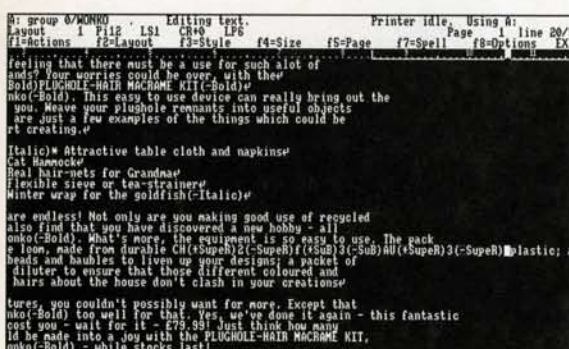 A: group 0/WONKO . Editing text. Printer idle. Using A:
Layout 1 Pi12 LS1 CR+0 LP6 Page 1 line 20/
f1=Actions f2=Layout f3=Style f4=Size f5=Page f7=Spell f8=Options EX
feeling that there must be a use for such alot of
ands? Your worries could be over, with the
Bold)PLUGHOLE-HAIR MACRAME KIT(-Bold)
nko(-Bold). This easy to use device can really bring out the
you. Weave your plughole remnants into useful objects
are just a few examples of the things which could be
rt creating.
Italic)* Attractive table cloth and napkins
Cat Hammock
Real hair-nets for Grandma
Flexible sieve or tea-strainer
Winter wrap for the goldfish(-Italic)
are endless! Not only are you making good use of recycled
also find that you have discovered a new hobby - all
onko(-Bold). What's more, the equipment is so easy to use. The pack
e loom, made from durable CH(+SupeR)2(-SupeR)f(+SuB)3(-SuB)AU(+SupeR)3(-SupeR) plastic; a
beads and baubles to liven up your designs; a packet of
diluter to ensure that those different coloured and
hairs about the house don't clash in your creations
tures, you couldn't possibly want for more. Except that
nko(-Bold) too well for that. Yes, we've done it again - this fantastic
cost you - wait for it - £79.99! Just think how many
ld be made into a joy with the PLUGHOLE-HAIR MACRAME KIT,
onko(-Bold) - while stocks last!